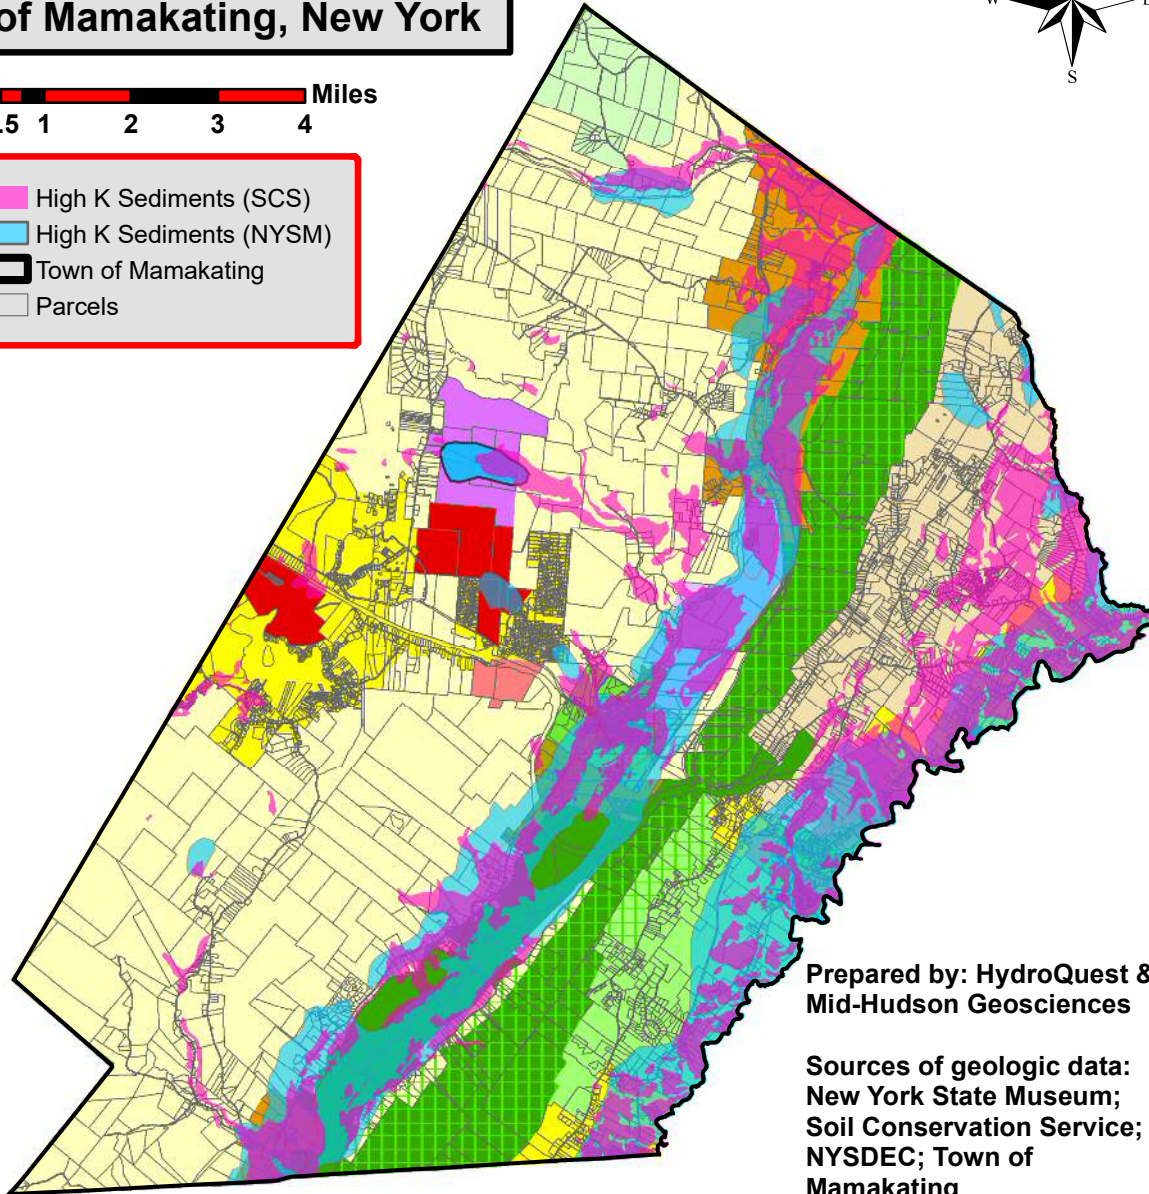 of Mamakating, New York
W
E
S
Miles
.5 1 2 3 4
High K Sediments (SCS)
High K Sediments (NYSM)
Town of Mamakating
Parcels
Prepared by: HydroQuest &
Mid-Hudson Geosciences
Sources of geologic data:
New York State Museum;
Soil Conservation Service;
NYSDEC; Town of
Mamakating